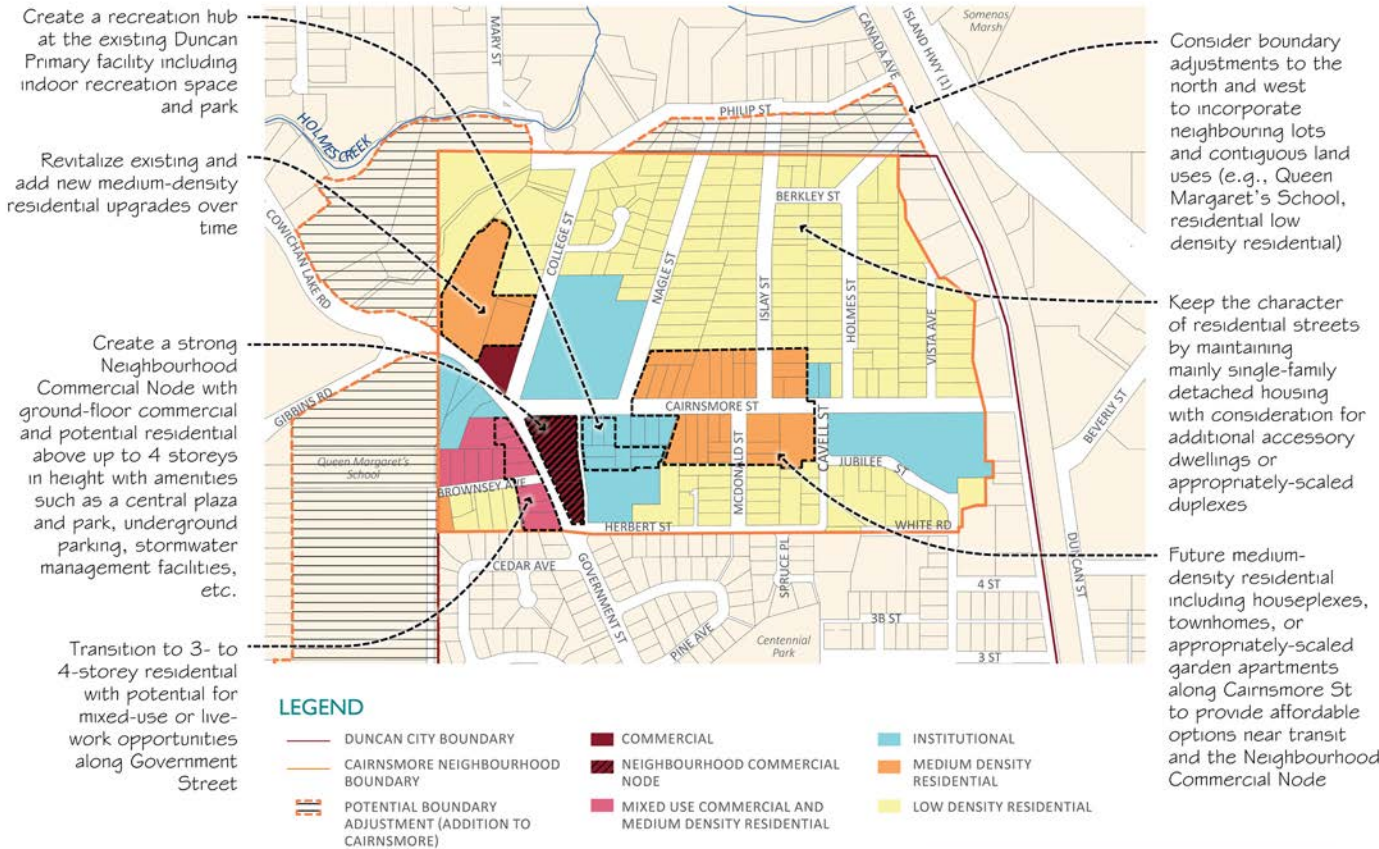 Create a recreation hub
at the existing Duncan
Primary facility including
indoor recreation space
and park
Revitalize existing and
add new medium-density
residential upgrades over
time
Create a strong
Neighbourhood
Commercial Node with
ground-floor commercial
and potential residential
above up to 4 storeys
in height with amenities
such as a central plaza
and park, underground
parking, stormwater
management facilities,
etc.
Transition to 3- to
4-storey residential
with potential for
mixed-use or live-
work opportunities
along Government
Street
MARY ST
CANADA AVE
ISLAND HWY (1)
Somenos
Marsh
PHILIP ST
HOLMES CREEK
COWICHAN LAKE RD
COLLEGE ST
NAGLE ST
BERKLEY ST
ISLAY ST
HOLMES ST
VISTA AVE
GIBBINS RD
CAIRNSMORE ST
BEVERLY ST
Queen Margaret's
School
BROWNSEY AVE
MCDONALD ST
CAVELL ST
JUBILEE ST
HERBERT ST
WHITE RD
CEDAR AVE
GOVERNMENT ST
SPRUCE PL
PINE AVE
Centennial
Park
4 ST
3B ST
3 ST
DUNCAN ST
Consider boundary
adjustments to the
north and west
to incorporate
neighbouring lots
and contiguous land
uses (e.g., Queen
Margaret's School,
residential low
density residential)
Keep the character
of residential streets
by maintaining
mainly single-family
detached housing
with consideration for
additional accessory
dwellings or
appropriately-scaled
duplexes
Future medium-
density residential
including houseplexes,
townhomes, or
appropriately-scaled
garden apartments
along Cairnsmore St
to provide affordable
options near transit
and the Neighbourhood
Commercial Node
LEGEND
DUNCAN CITY BOUNDARY
CAIRNSMORE NEIGHBOURHOOD
BOUNDARY
POTENTIAL BOUNDARY
ADJUSTMENT (ADDITION TO
CAIRNSMORE)
COMMERCIAL
NEIGHBOURHOOD COMMERCIAL
NODE
MIXED USE COMMERCIAL AND
MEDIUM DENSITY RESIDENTIAL
INSTITUTIONAL
MEDIUM DENSITY
RESIDENTIAL
LOW DENSITY RESIDENTIAL